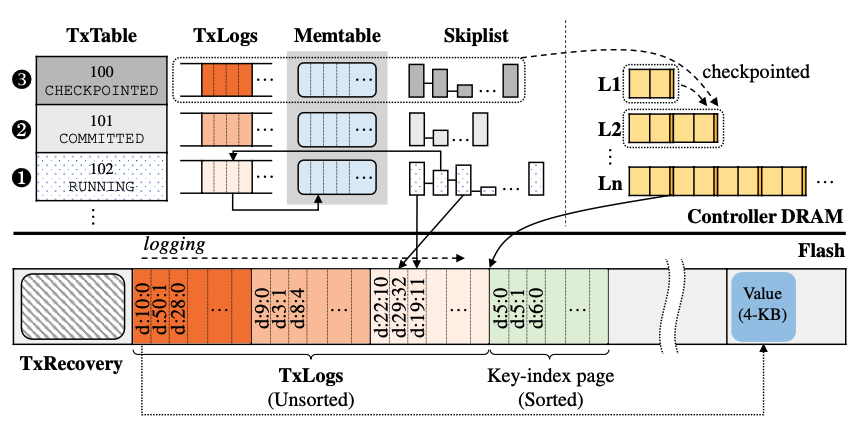 TxTable TxLogs Memtable Skiplist
❸ 100 ... ... ...
CHECKPOINTED
L1 checkpointed
❷ 101 ... ... ...
COMMITTED
L2
❶ 102 ... ... ...
RUNNING
Ln ...
Controller DRAM
logging
Flash
d:10:0
d:50:1
d:28:0
...
d:9:0
d:3:1
d:8:4
...
d:22:10
d:29:32
d:19:11
...
d:5:0
d:5:1
d:6:0
...
Value
(4-KB)
TxRecovery
TxLogs
(Unsorted)
Key-index page
(Sorted)